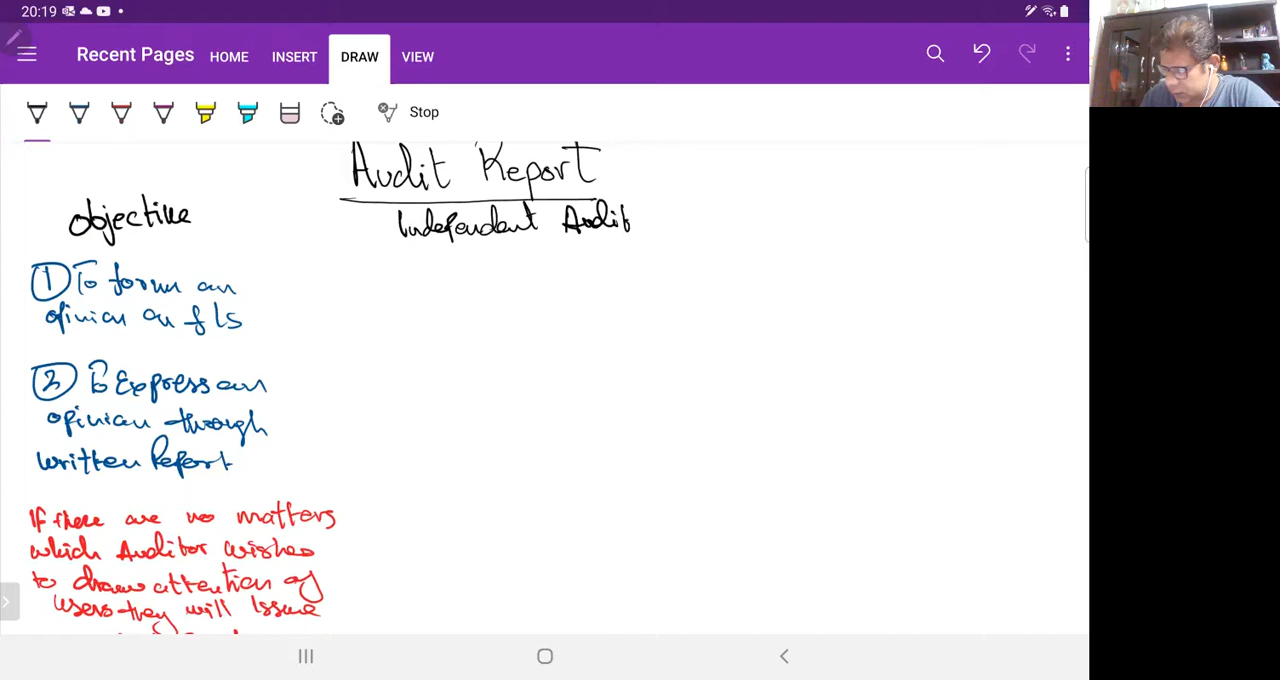 20:19
Recent Pages HOME INSERT DRAW VIEW
Stop
Audit Report
Independent Audit
objective
① To form an
opinion on f/s
② To Express an
opinion through
written Report
If there are no matters
which Auditor wishes
to draw attention of
users they will Issue